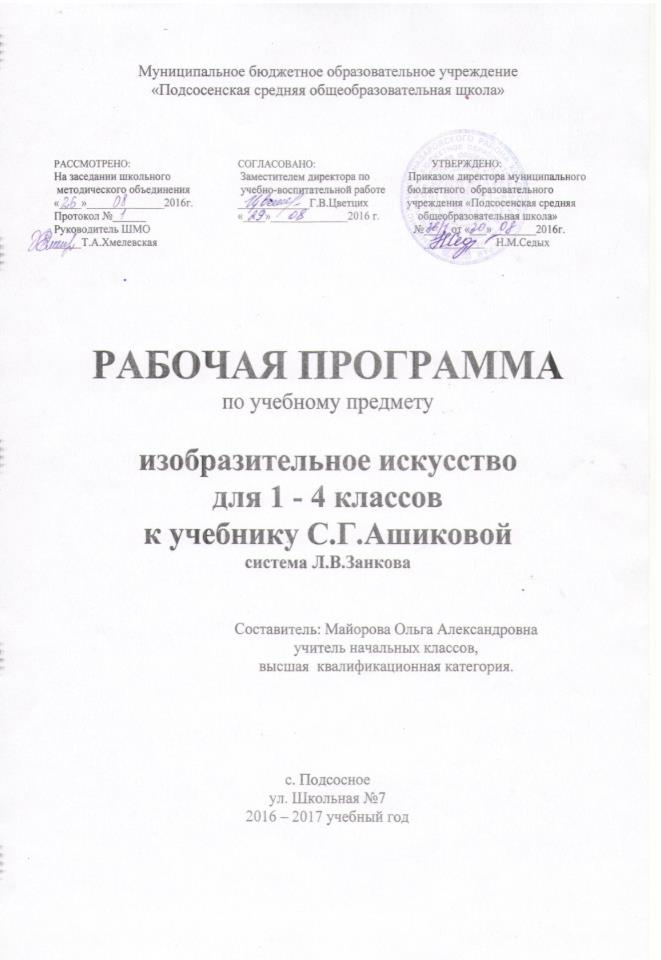 Муниципальное бюджетное образовательное учреждение
«Подсосенская средняя общеобразовательная школа»
РАССМОТРЕНО:
На заседании школьного
методического объединения
«26 »      08      2016г.
Протокол № 1
Руководитель ШМО
Т.А.Хмелевская
СОГЛАСОВАНО:
Заместителем директора по
учебно-воспитательной работе
Г.В.Цветцих
« 29 »      08      2016 г.
УТВЕРЖДЕНО:
Приказом директора муниципального
бюджетного образовательного
учреждения «Подсосенская средняя
общеобразовательная школа»
№ от « 08 2016г.
Н.М.Седых
РАБОЧАЯ ПРОГРАММА
по учебному предмету
изобразительное искусство
для 1 - 4 классов
к учебнику С.Г.Ашиковой
система Л.В.Занкова
Составитель: Майорова Ольга Александровна
учитель начальных классов,
высшая квалификационная категория.
с. Подсосное
ул. Школьная №7
2016 – 2017 учебный год